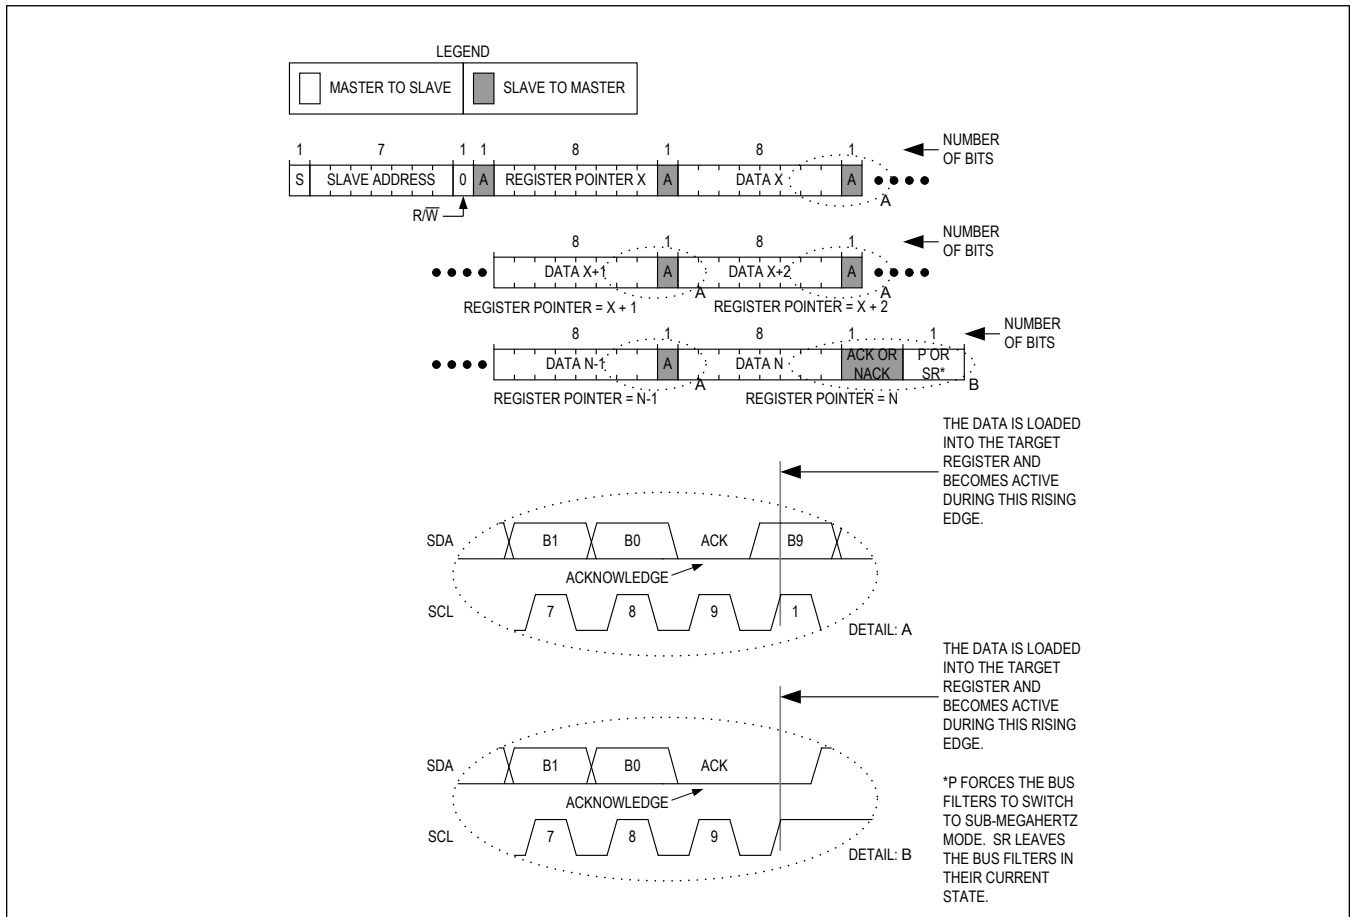 LEGEND
MASTER TO SLAVE
SLAVE TO MASTER
1 7 1 1 8 1 8 1 NUMBER OF BITS
S SLAVE ADDRESS 0 A REGISTER POINTER X A DATA X A
A
R/W̅
8 1 8 1 NUMBER OF BITS
DATA X+1 A DATA X+2 A
A A
REGISTER POINTER = X + 1 REGISTER POINTER = X + 2
8 1 8 1 1 NUMBER OF BITS
DATA N-1 A DATA N ACK OR NACK P OR SR*
A B
REGISTER POINTER = N-1 REGISTER POINTER = N
THE DATA IS LOADED
INTO THE TARGET
REGISTER AND
BECOMES ACTIVE
DURING THIS RISING
EDGE.
SDA B1 B0 ACK B9
ACKNOWLEDGE
SCL 7 8 9 1
DETAIL: A
THE DATA IS LOADED
INTO THE TARGET
REGISTER AND
BECOMES ACTIVE
DURING THIS RISING
EDGE.
SDA B1 B0 ACK
ACKNOWLEDGE
SCL 7 8 9
DETAIL: B
*P FORCES THE BUS
FILTERS TO SWITCH
TO SUB-MEGAHERTZ
MODE. SR LEAVES
THE BUS FILTERS IN
THEIR CURRENT
STATE.